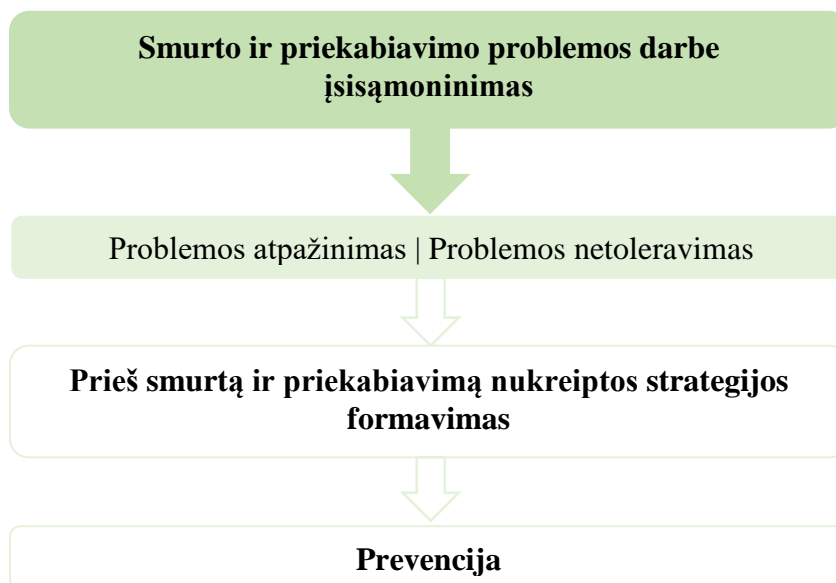 Smurto ir priekabiavimo problemos darbe
įsisąmoninimas
Problemos atpažinimas | Problemos netoleravimas
Prieš smurtą ir priekabiavimą nukreiptos strategijos
formavimas
Prevencija